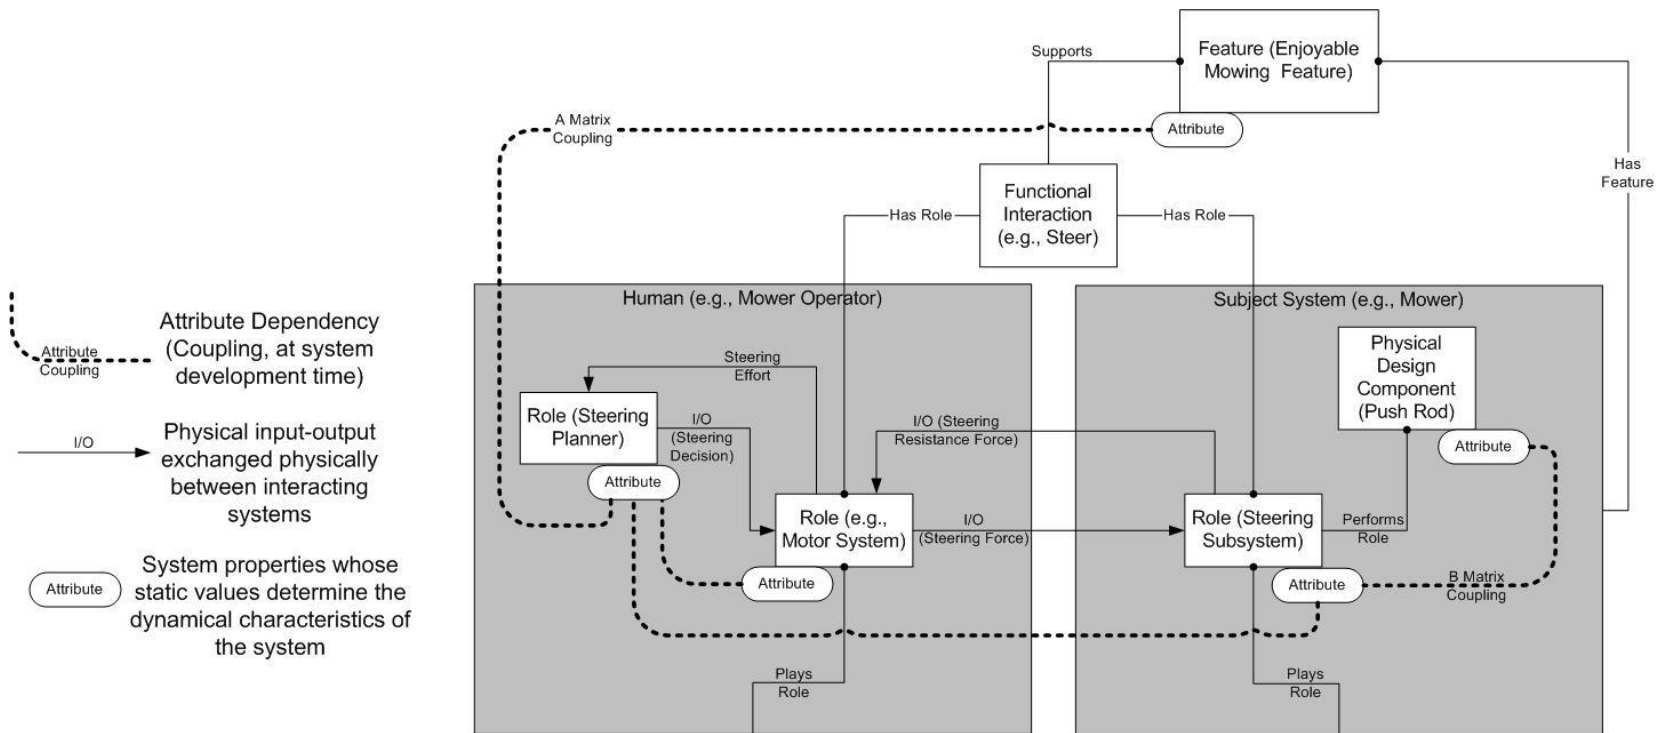 Supports
Feature (Enjoyable
Mowing Feature)
Attribute
A Matrix
Coupling
Has
Feature
Functional
Interaction
(e.g., Steer)
Has Role
Has Role
Human (e.g., Mower Operator)
Subject System (e.g., Mower)
Attribute
Coupling
Attribute Dependency
(Coupling, at system
development time)
I/O
Physical input-output
exchanged physically
between interacting
systems
Attribute
System properties whose
static values determine the
dynamical characteristics of
the system
Steering
Effort
Role (Steering
Planner)
I/O
(Steering
Decision)
Attribute
I/O (Steering
Resistance Force)
Role (e.g.,
Motor System)
Attribute
I/O
(Steering Force)
Role (Steering
Subsystem)
Attribute
Performs
Role
Physical
Design
Component
(Push Rod)
Attribute
B Matrix
Coupling
Plays
Role
Plays
Role